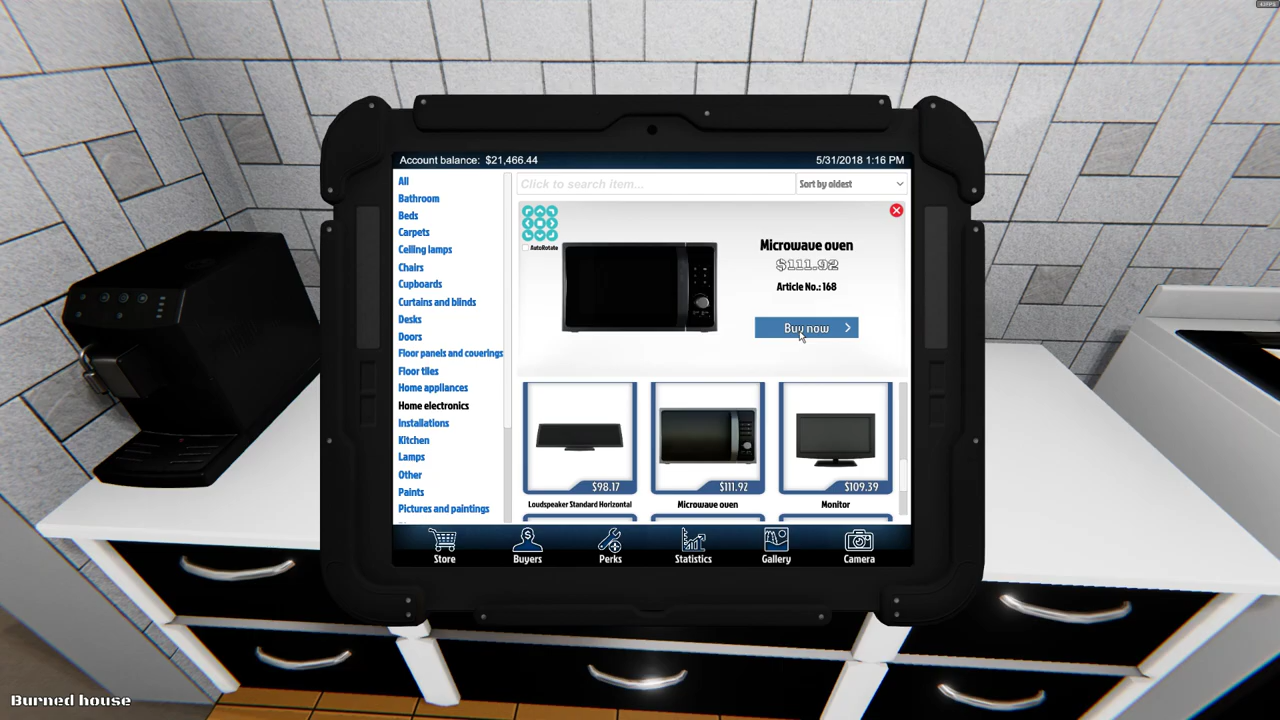 43FPS
Account balance: $21,466.44
5/31/2018 1:16 PM
All
Bathroom
Beds
Carpets
Ceiling lamps
Chairs
Cupboards
Curtains and blinds
Desks
Doors
Floor panels and coverings
Floor tiles
Home appliances
Home electronics
Installations
Kitchen
Lamps
Other
Paints
Pictures and paintings
Click to search item...
Sort by oldest
AutoRotate
Microwave oven
$111.92
Article No.: 168
Buy now
$98.17
$111.92
$109.39
Loudspeaker Standard Horizontal
Microwave oven
Monitor
Store
Buyers
Perks
Statistics
Gallery
Camera
Burned house